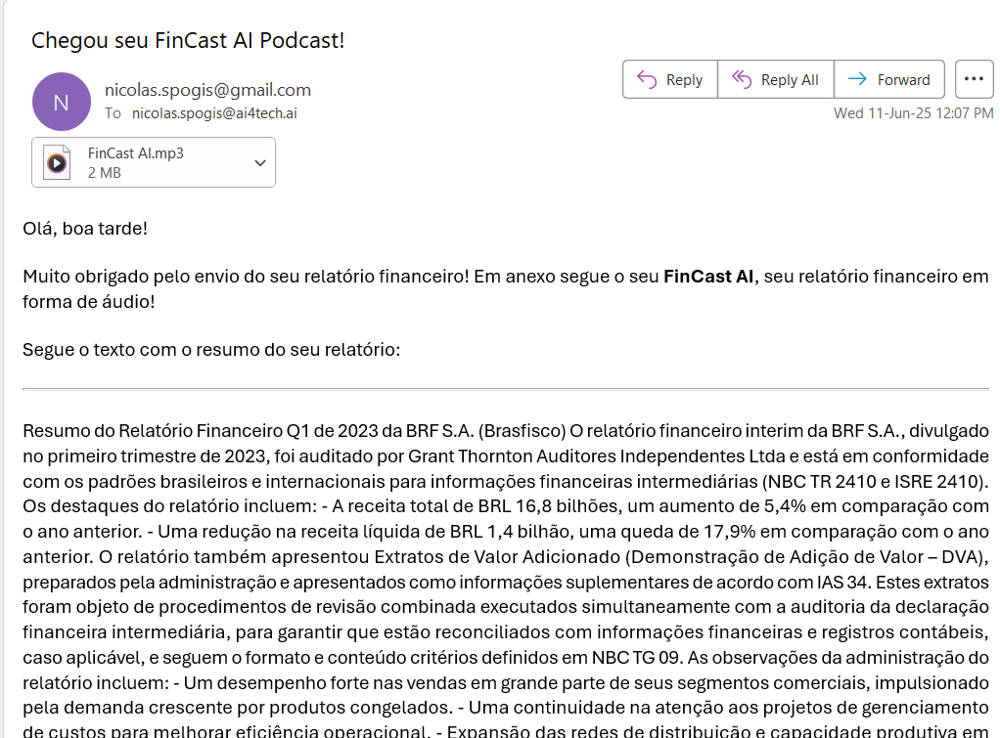 Chegou seu FinCast AI Podcast!
N
nicolas.spogis@gmail.com
To nicolas.spogis@ai4tech.ai
Reply
Reply All
Forward
Wed 11-Jun-25 12:07 PM
FinCast AI.mp3
2 MB
Olá, boa tarde!
Muito obrigado pelo envio do seu relatório financeiro! Em anexo segue o seu FinCast AI, seu relatório financeiro em
forma de áudio!
Segue o texto com o resumo do seu relatório:
Resumo do Relatório Financeiro Q1 de 2023 da BRF S.A. (Brasfisco) O relatório financeiro interim da BRF S.A., divulgado
no primeiro trimestre de 2023, foi auditado por Grant Thornton Auditores Independentes Ltda e está em conformidade
com os padrões brasileiros e internacionais para informações financeiras intermediárias (NBC TR 2410 e ISRE 2410).
Os destaques do relatório incluem: - A receita total de BRL 16,8 bilhões, um aumento de 5,4% em comparação com
o ano anterior. - Uma redução na receita líquida de BRL 1,4 bilhão, uma queda de 17,9% em comparação com o ano
anterior. O relatório também apresentou Extratos de Valor Adicionado (Demonstração de Adição de Valor – DVA),
preparados pela administração e apresentados como informações suplementares de acordo com IAS 34. Estes extratos
foram objeto de procedimentos de revisão combinada executados simultaneamente com a auditoria da declaração
financeira intermediária, para garantir que estão reconciliados com informações financeiras e registros contábeis,
caso aplicável, e seguem o formato e conteúdo critérios definidos em NBC TG 09. As observações da administração do
relatório incluem: - Um desempenho forte nas vendas em grande parte de seus segmentos comerciais, impulsionado
pela demanda crescente por produtos congelados. - Uma continuidade na atenção aos projetos de gerenciamento
de custos para melhorar eficiência operacional. - Expansão das redes de distribuição e capacidade produtiva em